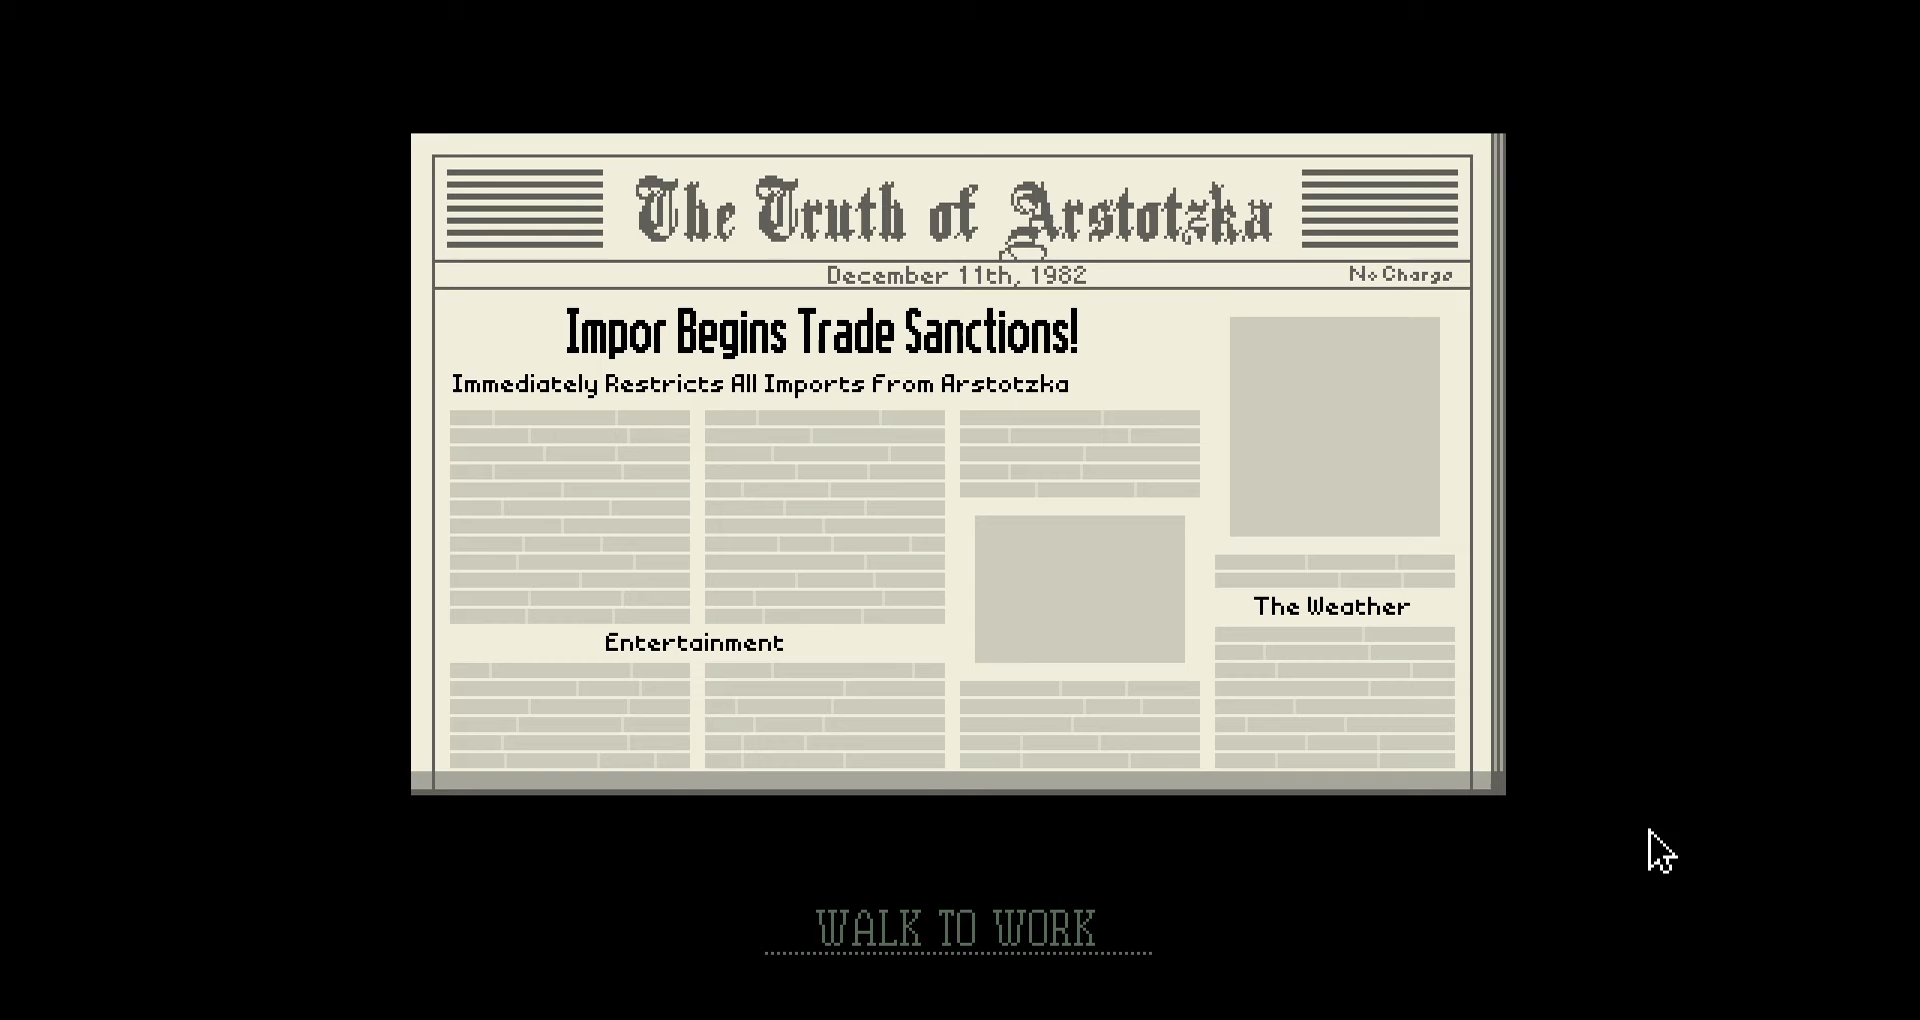 The Truth of Arstotzka
December 11th, 1982
No Charge
Impor Begins Trade Sanctions!
Immediately Restricts All Imports From Arstotzka
Entertainment
The Weather
WALK TO WORK